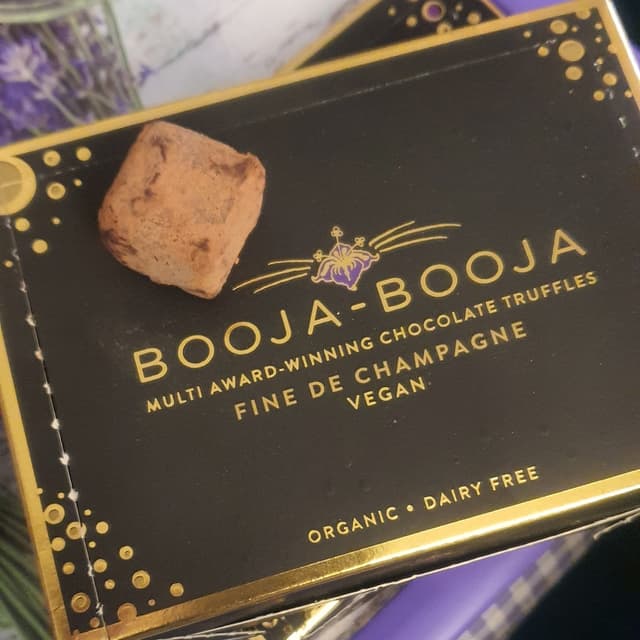 BOOJA-BOOJA
MULTI AWARD-WINNING CHOCOLATE TRUFFLES
FINE DE CHAMPAGNE
VEGAN
ORGANIC • DAIRY FREE